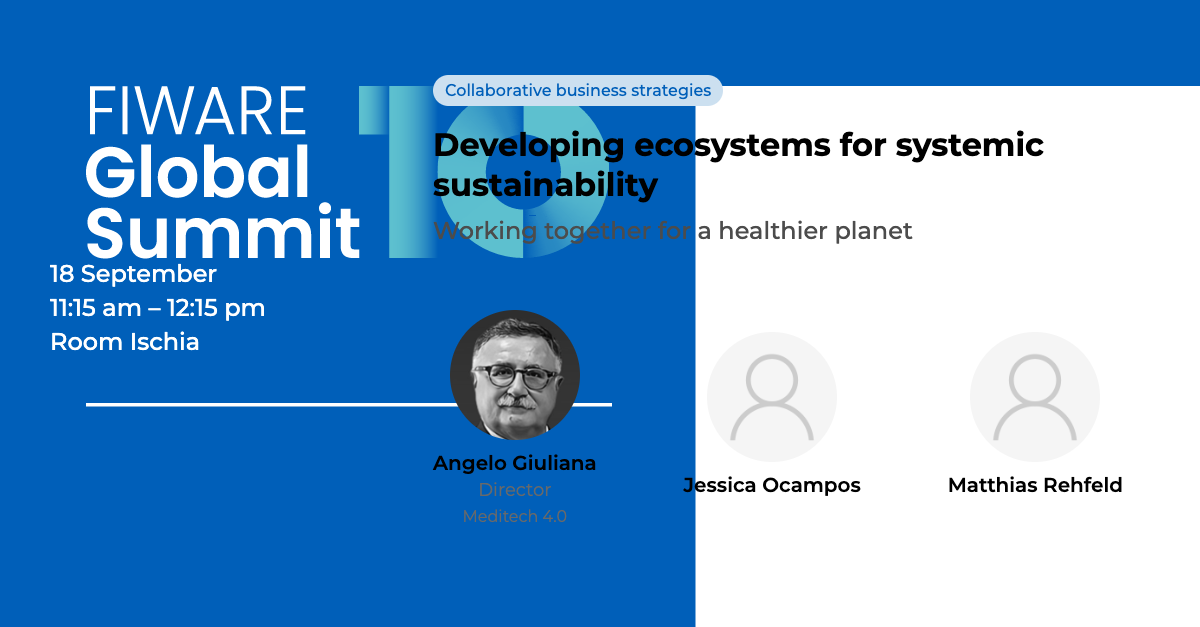 FIWARE
Global
Summit
10
18 September
11:15 am – 12:15 pm
Room Ischia
Collaborative business strategies
Developing ecosystems for systemic
sustainability
Working together for a healthier planet
Angelo Giuliana
Director
Meditech 4.0
Jessica Ocampos
Matthias Rehfeld